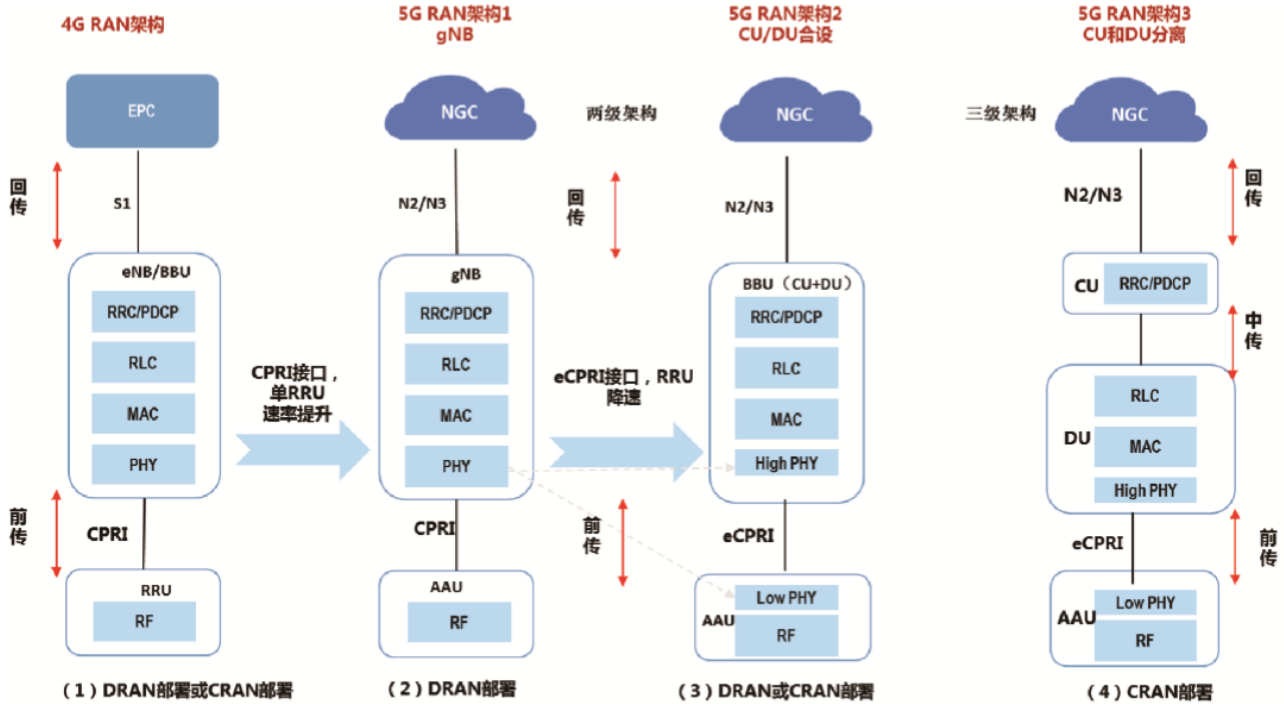 4G RAN架构
5G RAN架构1
gNB
5G RAN架构2
CU/DU合设
5G RAN架构3
CU和DU分离
EPC
NGC
两级架构
NGC
三级架构
NGC
回传
S1
N2/N3
回传
N2/N3
N2/N3
回传
eNB/BBU
RRC/PDCP
RLC
MAC
PHY
CPRI接口，
单RRU
速率提升
gNB
RRC/PDCP
RLC
MAC
PHY
eCPRI接口，RRU
降速
BBU（CU+DU）
RRC/PDCP
RLC
MAC
High PHY
CU
RRC/PDCP
中传
DU
RLC
MAC
High PHY
前传
CPRI
CPRI
前传
eCPRI
eCPRI
前传
RRU
RF
AAU
RF
AAU
Low PHY
RF
AAU
Low PHY
RF
（1）DRAN部署或CRAN部署
（2）DRAN部署
（3）DRAN或CRAN部署
（4）CRAN部署